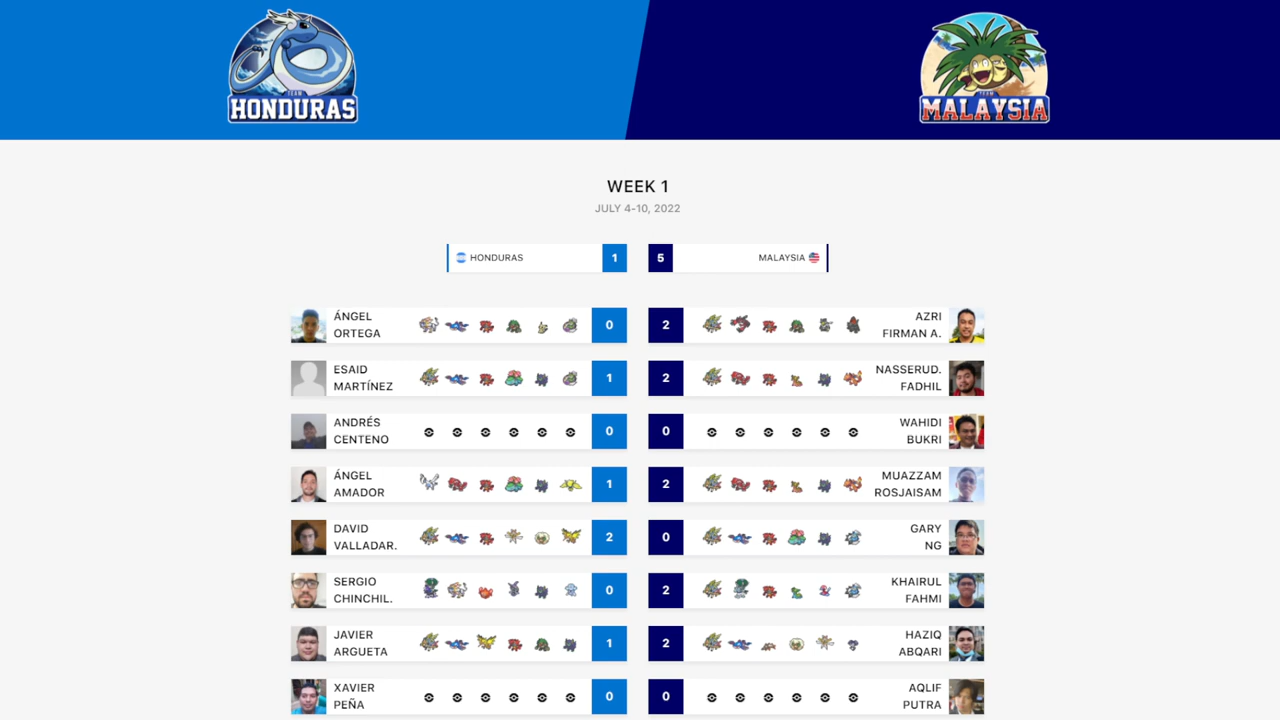 TEAM
HONDURAS
TEAM
MALAYSIA
WEEK 1
JULY 4-10, 2022
HONDURAS 1 5 MALAYSIA
ÁNGEL ORTEGA 0 2 AZRI FIRMAN A.
ESAID MARTÍNEZ 1 2 NASSERUD. FADHIL
ANDRÉS CENTENO 0 0 WAHIDI BUKRI
ÁNGEL AMADOR 1 2 MUAZZAM ROSJAISAM
DAVID VALLADAR. 2 0 GARY NG
SERGIO CHINCHIL. 0 2 KHAIRUL FAHMI
JAVIER ARGUETA 1 2 HAZIQ ABQARI
XAVIER PEÑA 0 0 AQLIF PUTRA